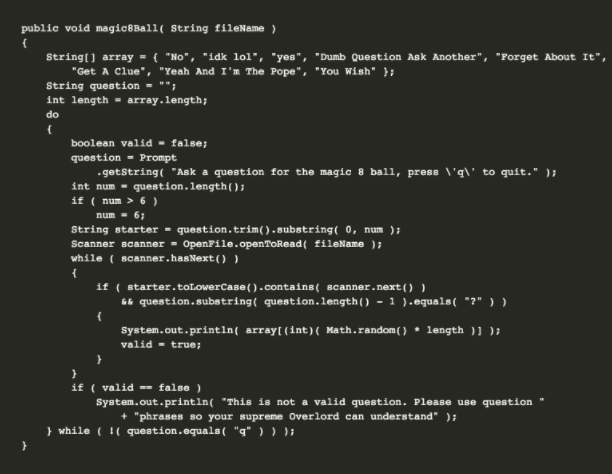 public void magic8Ball( String fileName )
{
String[] array = { "No", "idk lol", "yes", "Dumb Question Ask Another", "Forget About It",
"Get A Clue", "Yeah And I'm The Pope", "You Wish" };
String question = "";
int length = array.length;
do
{
boolean valid = false;
question = Prompt
.getString( "Ask a question for the magic 8 ball, press \'q\' to quit." );
int num = question.length();
if ( num > 6 )
num = 6;
String starter = question.trim().substring( 0, num );
Scanner scanner = OpenFile.openToRead( fileName );
while ( scanner.hasNext() )
{
if ( starter.toLowerCase().contains( scanner.next() )
&& question.substring( question.length() - 1 ).equals( "?" ) )
{
System.out.println( array[(int)( Math.random() * length )] );
valid = true;
}
}
if ( valid == false )
System.out.println( "This is not a valid question. Please use question "
+ "phrases so your supreme Overlord can understand" );
} while ( !( question.equals( "q" ) ) );
}